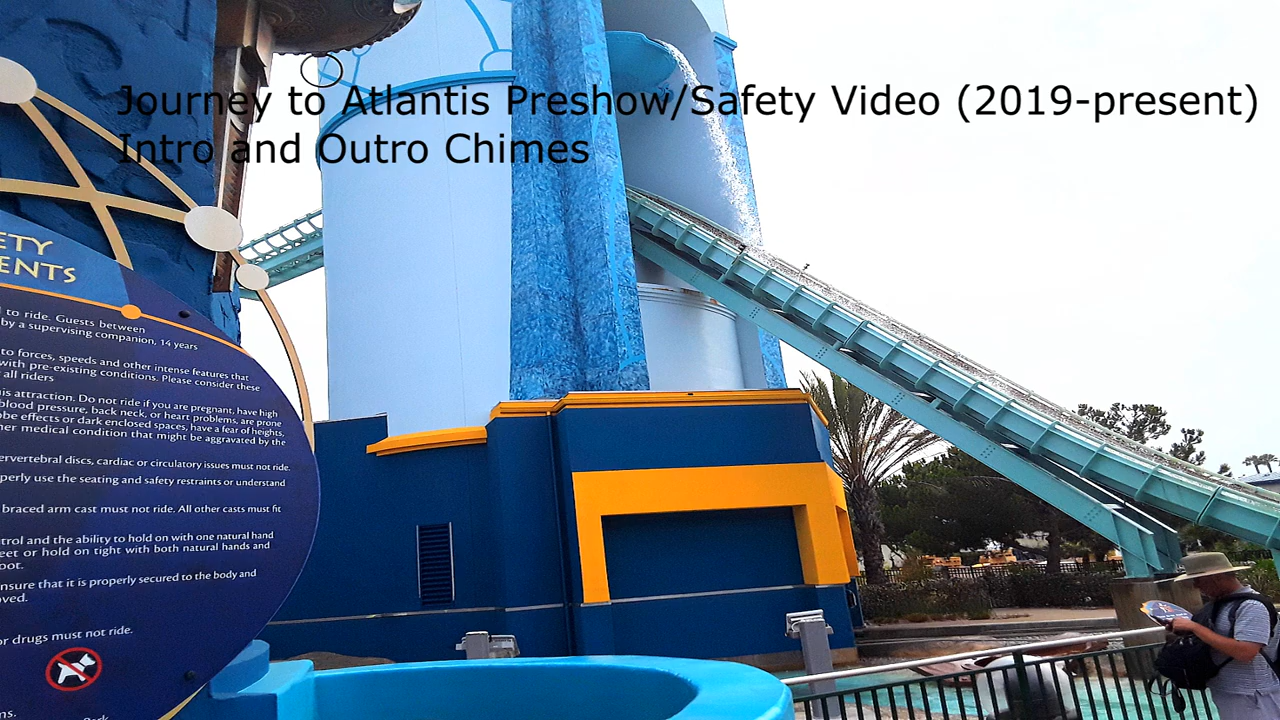 Journey to Atlantis Preshow/Safety Video (2019-present)
Intro and Outro Chimes
ETY
ENTS
to ride. Guests between
by a supervising companion, 14 years
to forces, speeds and other intense features that
with pre-existing conditions. Please consider these
all riders
is attraction. Do not ride if you are pregnant, have high
blood pressure, back neck, or heart problems, are prone
obe effects or dark enclosed spaces, have a fear of heights,
her medical condition that might be aggravated by the
ervertebral discs, cardiac or circulatory issues must not ride.
perly use the seating and safety restraints or understand
braced arm cast must not ride. All other casts must fit
trol and the ability to hold on with one natural hand
eet or hold on tight with both natural hands and
oot.
nsure that it is properly secured to the body and
oved.
or drugs must not ride.
ms.